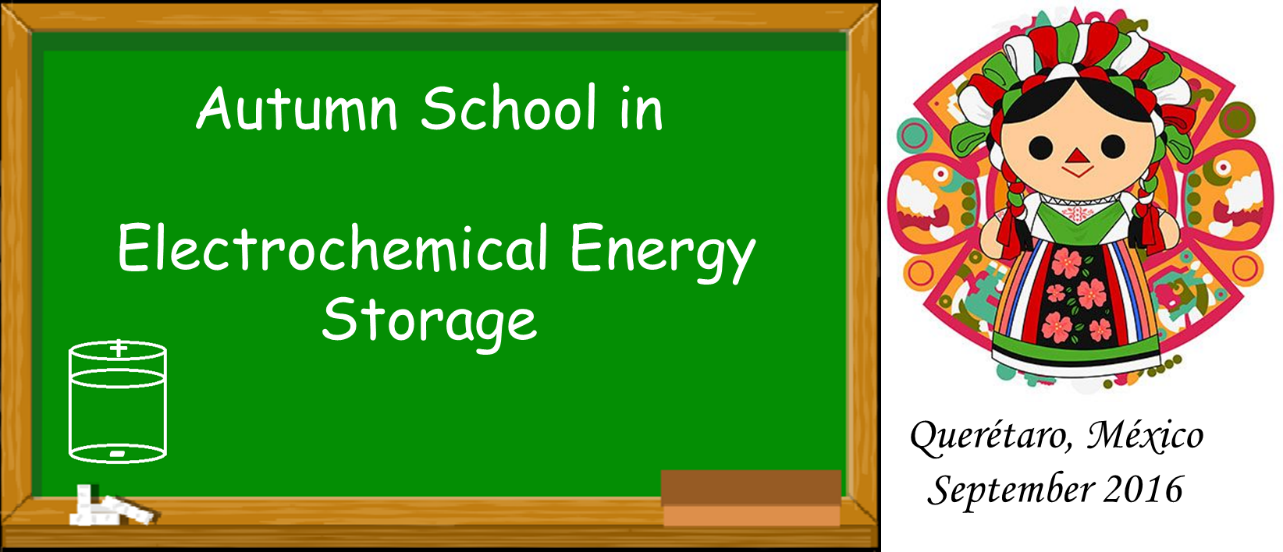 Autumn School in
Electrochemical Energy
Storage
+
-
Querétaro, México
September 2016